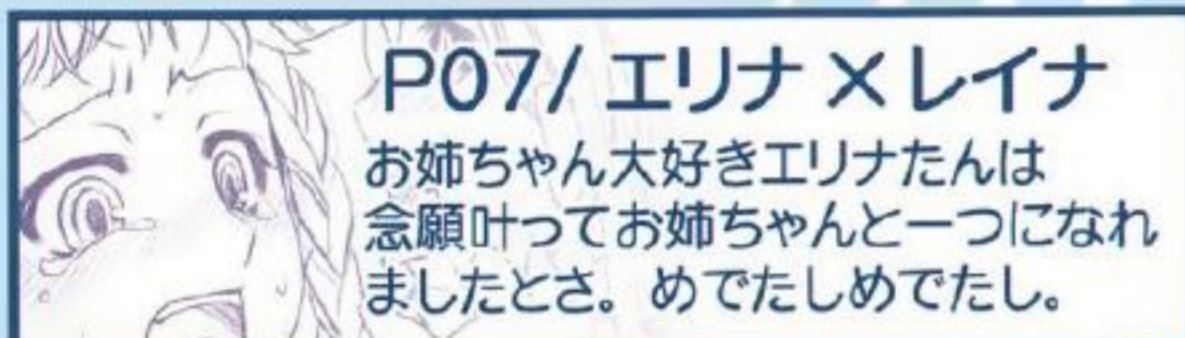 P07/ エリナ×レイナ
お姉ちゃん大好きエリナたんは
念願叶ってお姉ちゃんと一つになれ
ましたとさ。めでたしめでたし。